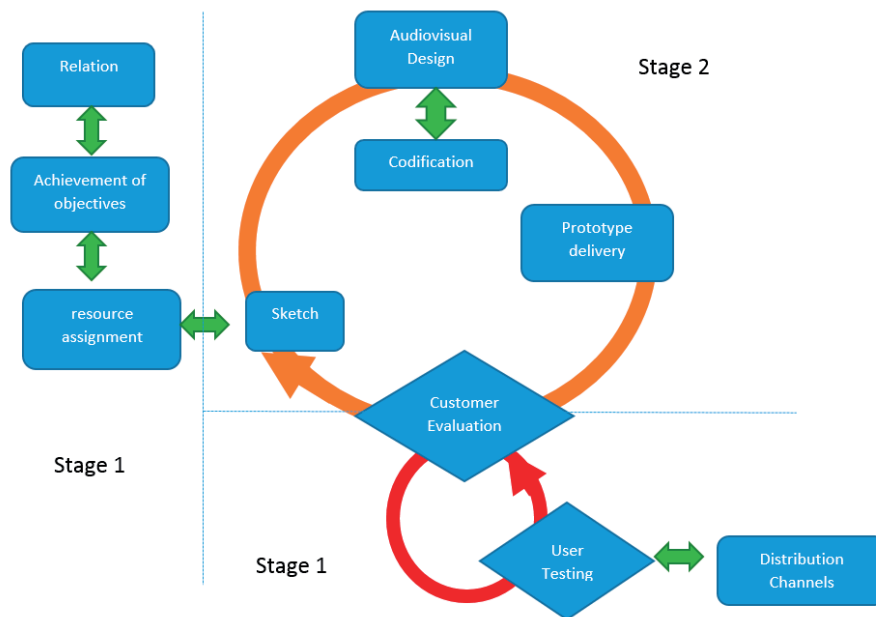 Relation
Achievement of
objectives
resource
assignment
Stage 1
Audiovisual
Design
Stage 2
Codification
Prototype
delivery
Sketch
Customer
Evaluation
Stage 1
User
Testing
Distribution
Channels